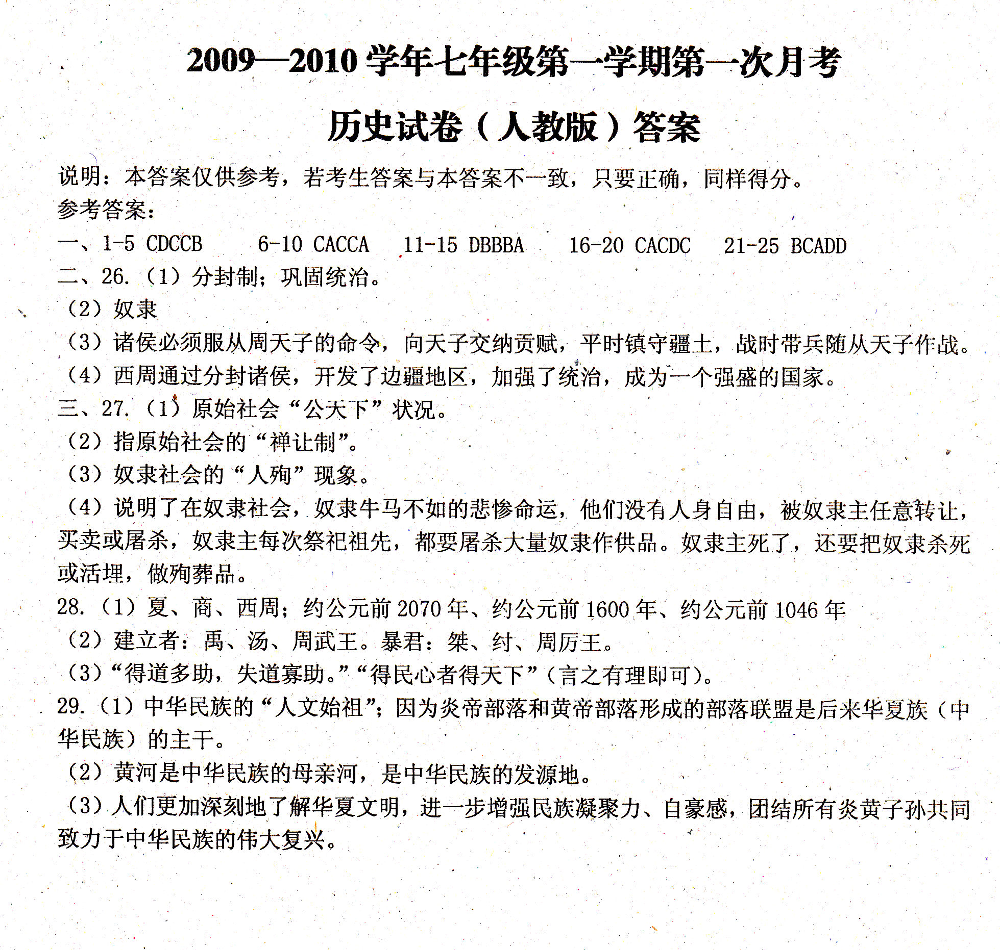 2009—2010 学年七年级第一学期第一次月考
历史试卷（人教版）答案
说明：本答案仅供参考，若考生答案与本答案不一致，只要正确，同样得分。
参考答案：
一、1-5 CDCCB 6-10 CACCA 11-15 DBBBA 16-20 CACDC 21-25 BCADD
二、26.（1）分封制；巩固统治。
（2）奴隶
（3）诸侯必须服从周天子的命令，向天子交纳贡赋，平时镇守疆土，战时带兵随从天子作战。
（4）西周通过分封诸侯，开发了边疆地区，加强了统治，成为一个强盛的国家。
三、27.（1）原始社会“公天下”状况。
（2）指原始社会的“禅让制”。
（3）奴隶社会的“人殉”现象。
（4）说明了在奴隶社会，奴隶牛马不如的悲惨命运，他们没有人身自由，被奴隶主任意转让，
买卖或屠杀，奴隶主每次祭祀祖先，都要屠杀大量奴隶作供品。奴隶主死了，还要把奴隶杀死
或活埋，做殉葬品。
28.（1）夏、商、西周；约公元前 2070 年、约公元前 1600 年、约公元前 1046 年
（2）建立者：禹、汤、周武王。暴君：桀、纣、周厉王。
（3）“得道多助，失道寡助。”“得民心者得天下”（言之有理即可）。
29.（1）中华民族的“人文始祖”；因为炎帝部落和黄帝部落形成的部落联盟是后来华夏族（中
华民族）的主干。
（2）黄河是中华民族的母亲河，是中华民族的发源地。
（3）人们更加深刻地了解华夏文明，进一步增强民族凝聚力、自豪感，团结所有炎黄子孙共同
致力于中华民族的伟大复兴。